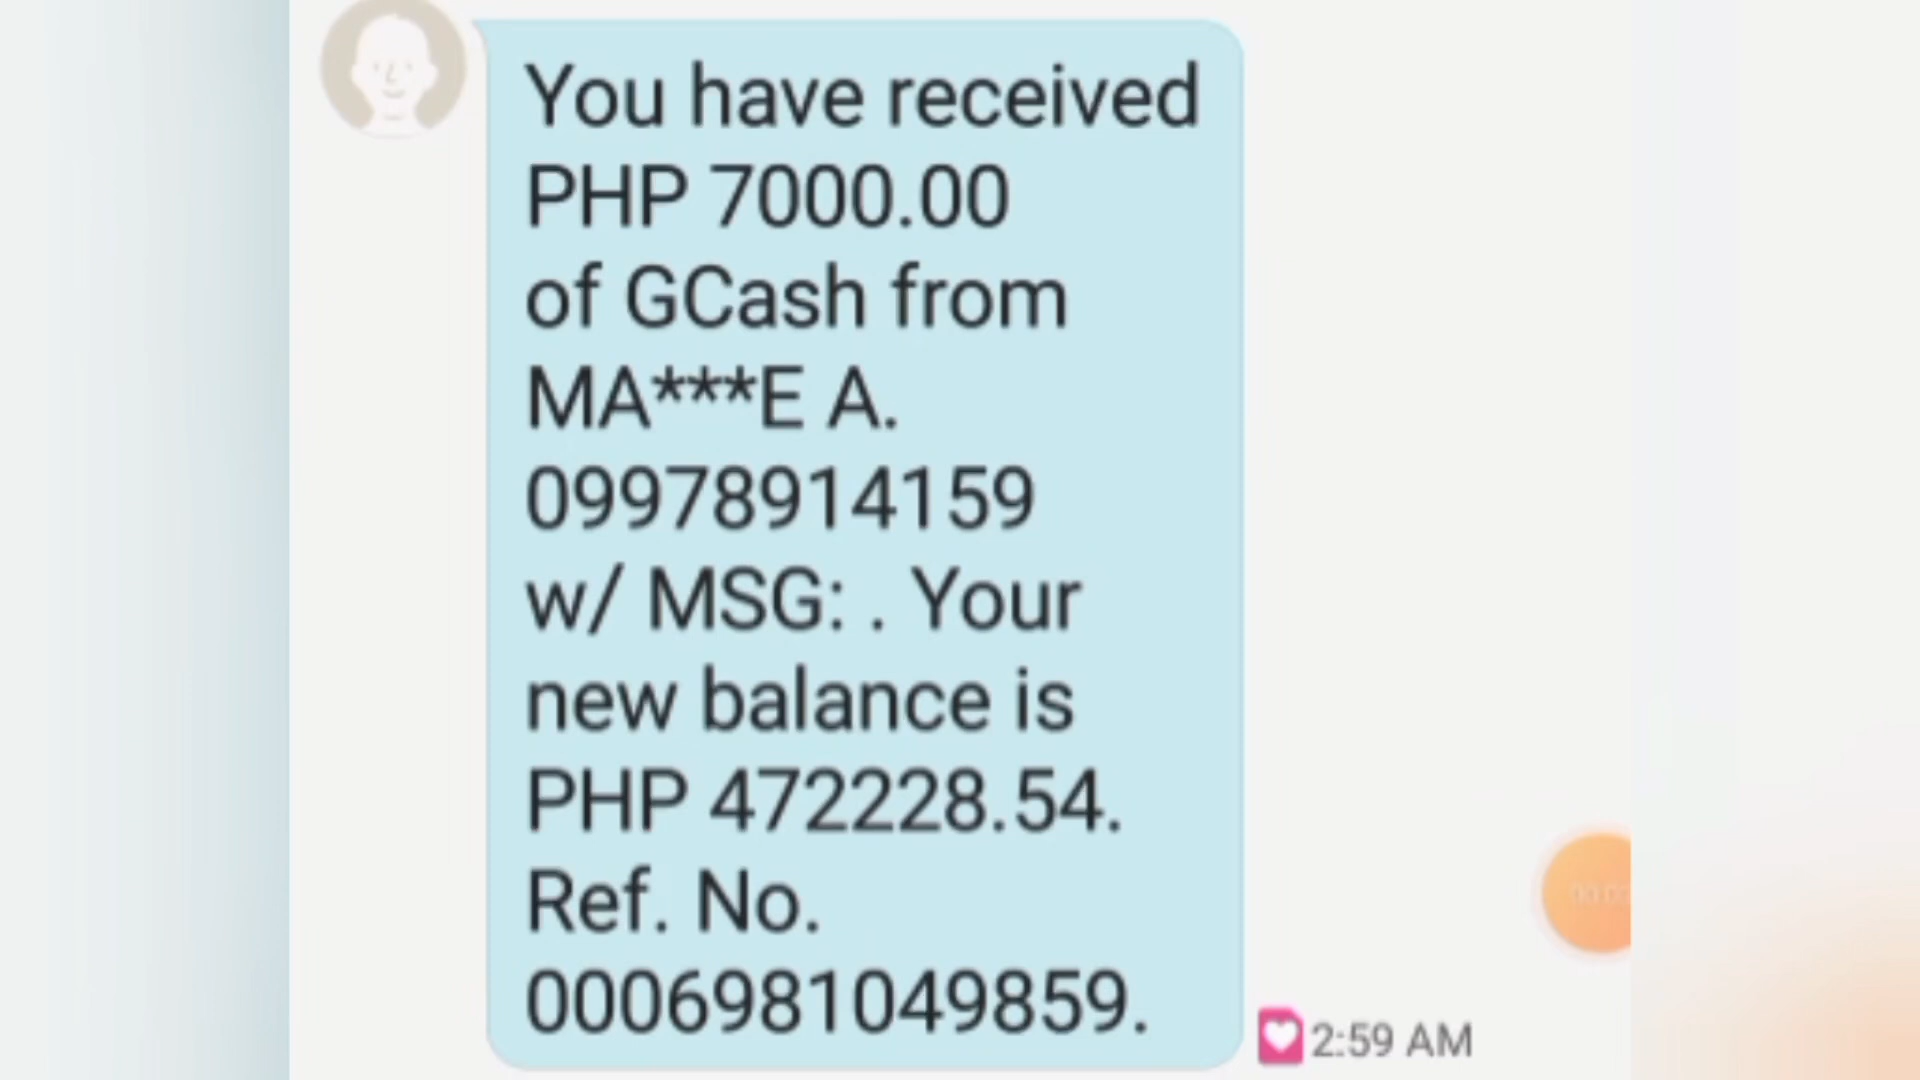 You have received
PHP 7000.00
of GCash from
MA***E A.
09978914159
w/ MSG: . Your
new balance is
PHP 472228.54.
Ref. No.
0006981049859.
2:59 AM